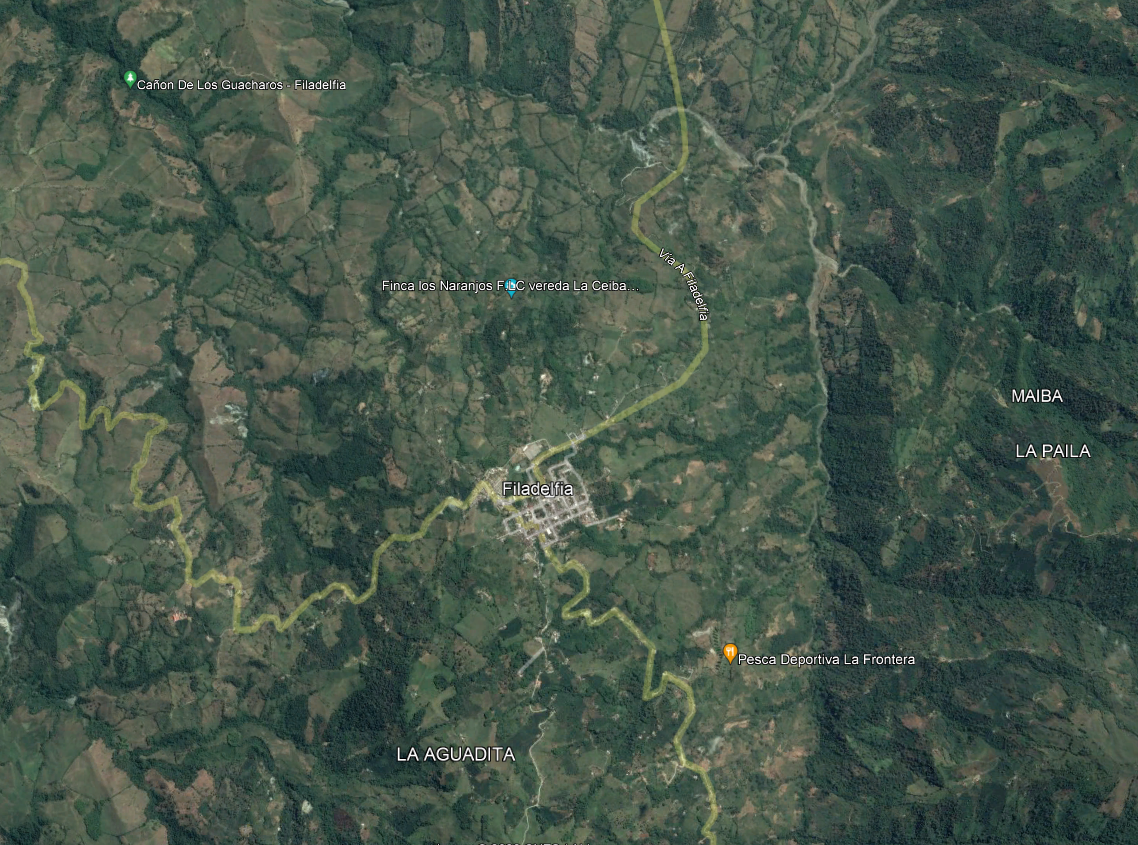 Cañon De Los Guacharos - Filadelfia
Vía A Filadelfia
Finca los Naranjos FLC vereda La Ceiba...
MAIBA
LA PAILA
Filadelfia
Pesca Deportiva La Frontera
LA AGUADITA